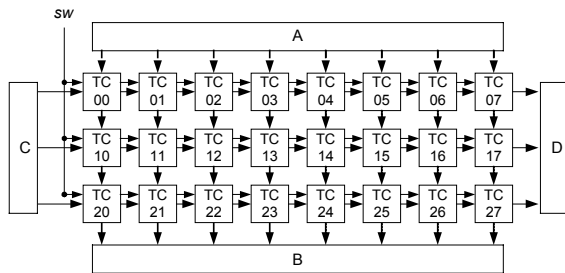 sw
A
TC TC TC TC TC TC TC TC
00 01 02 03 04 05 06 07
C
D
TC TC TC TC TC TC TC TC
10 11 12 13 14 15 16 17
TC TC TC TC TC TC TC TC
20 21 22 23 24 25 26 27
B